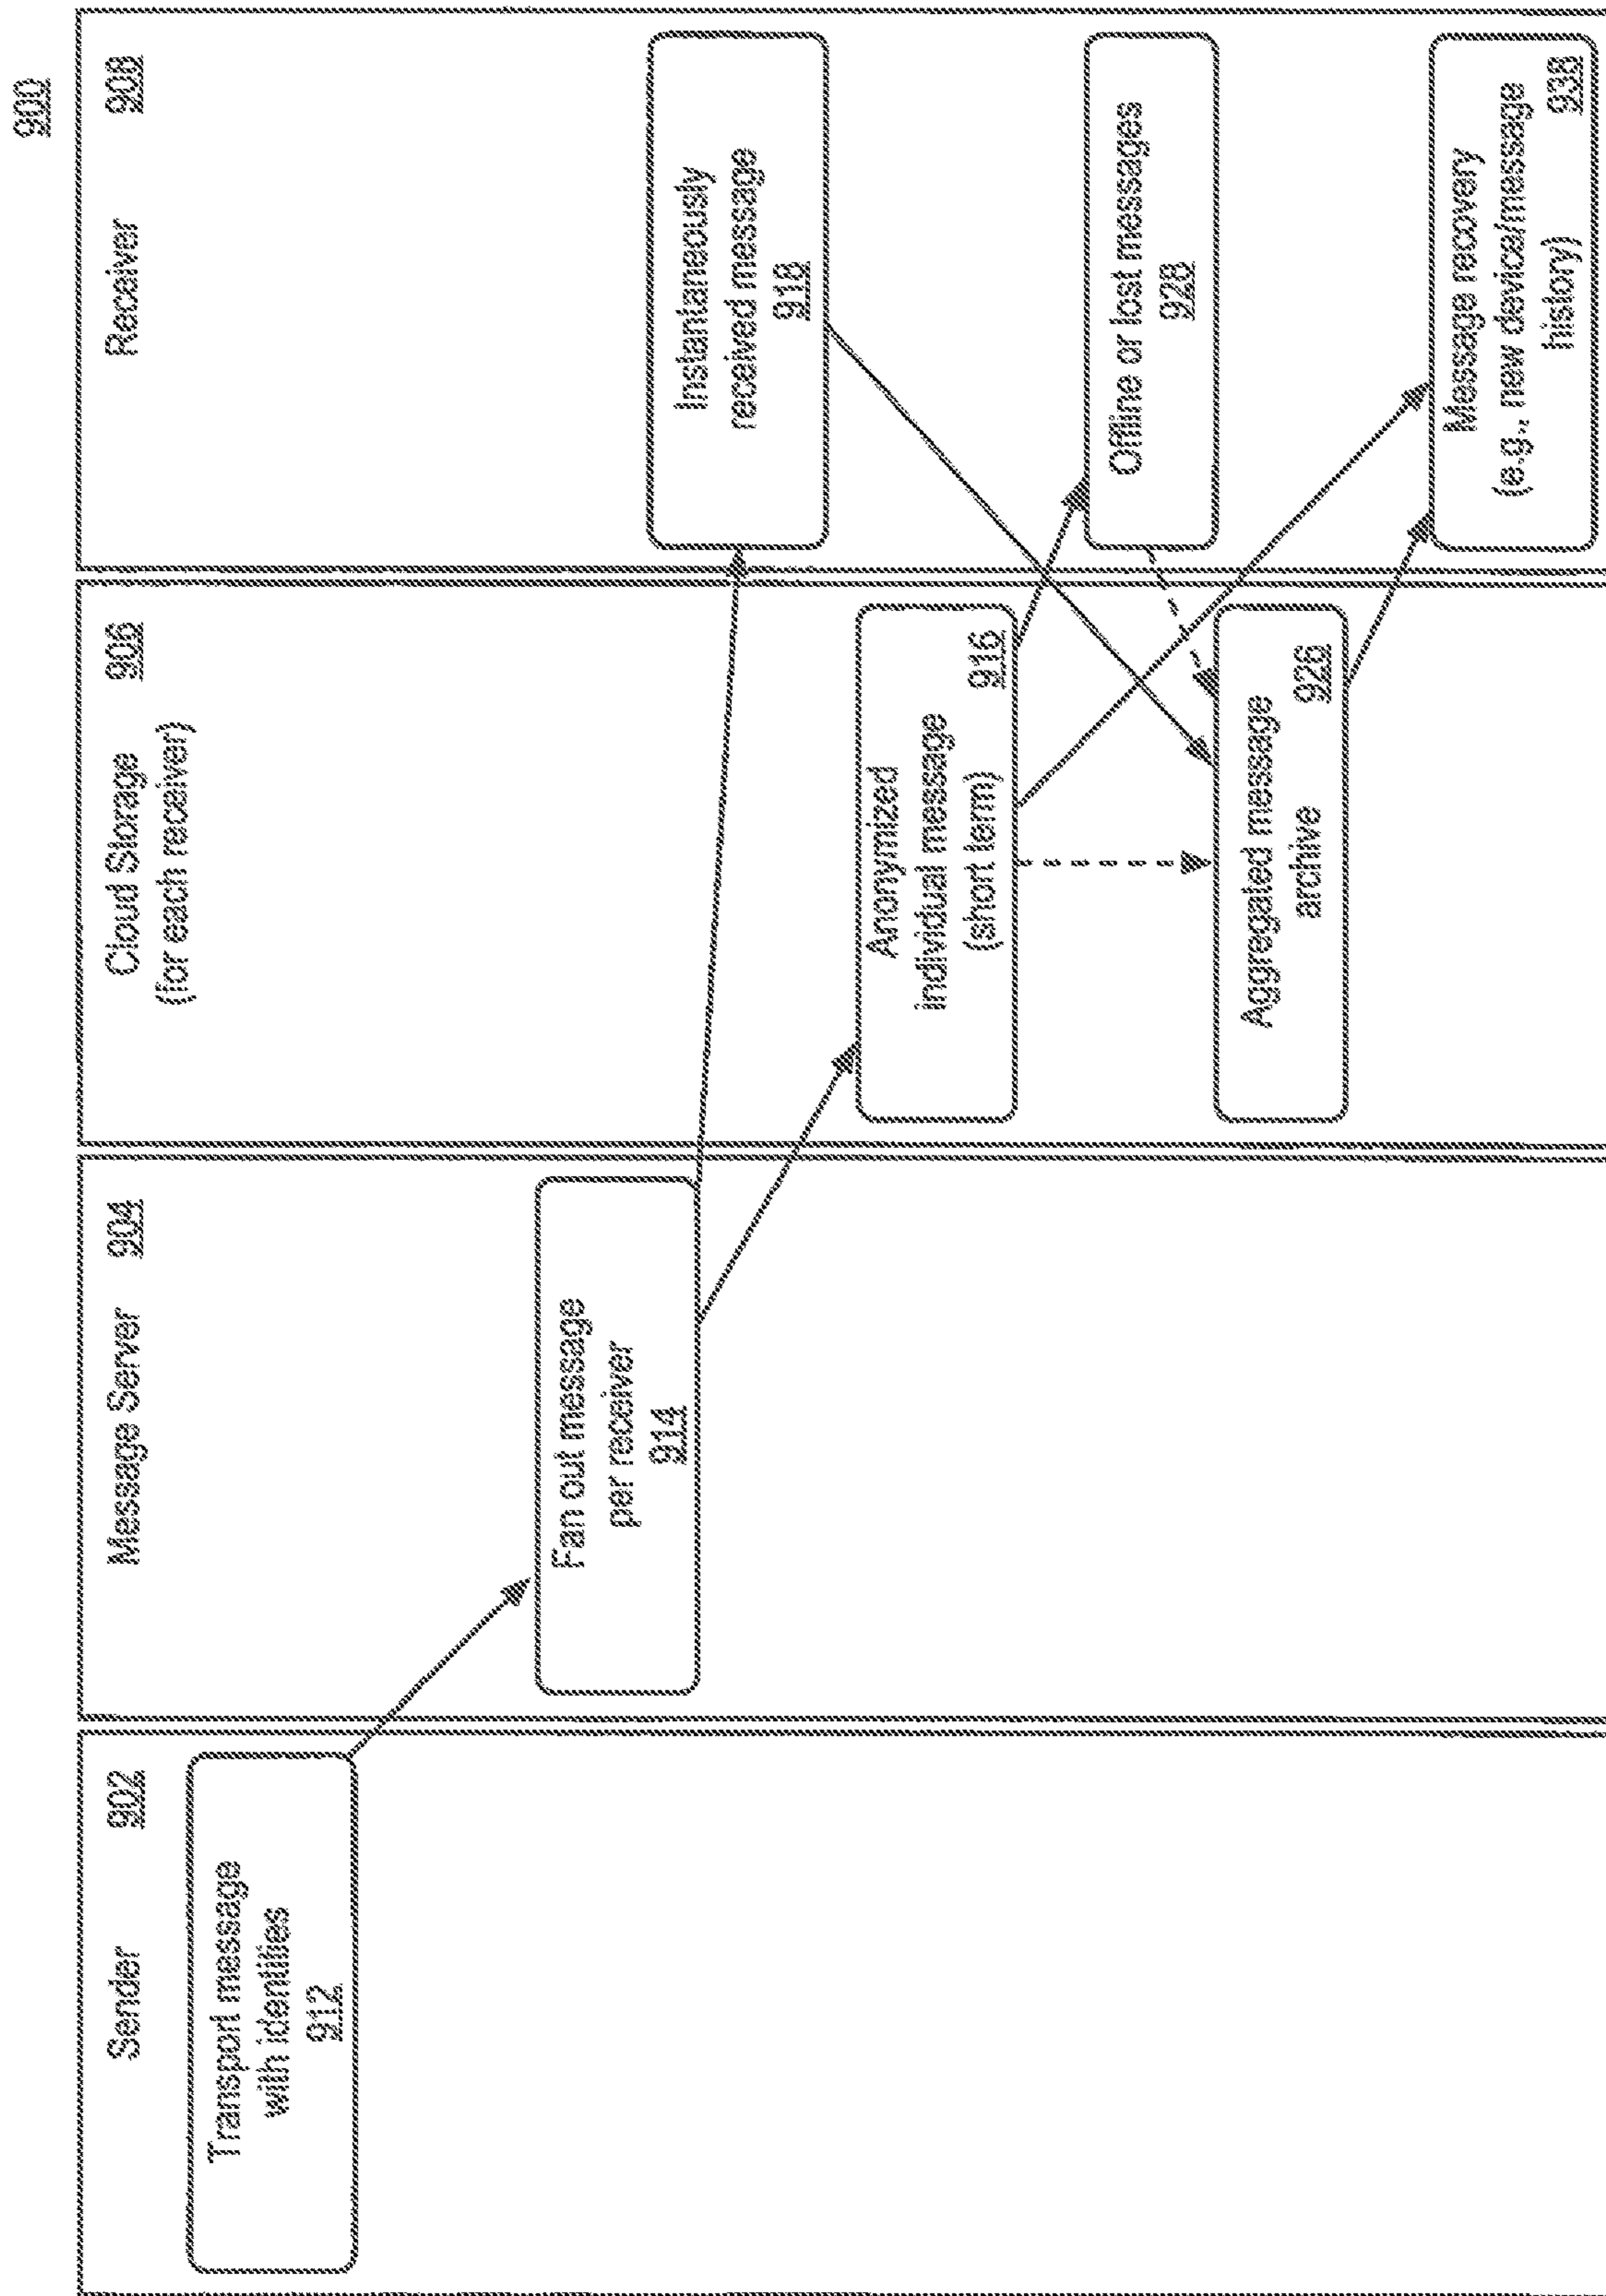 900
Sender 902
Transport message
with identities
912
Message Server 904
Fan out message
per receiver
914
Cloud Storage 906
(for each receiver)
Anonymized
individual message
(short term) 916
Aggregated message
archive 926
Receiver 908
Instantaneously
received message
918
Offline or lost messages
928
Message recovery
(e.g., new device/message
history) 938